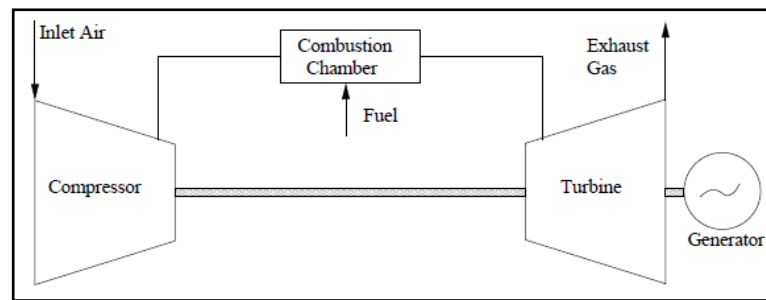 Inlet Air
Combustion
Chamber
Exhaust
Gas
Fuel
Compressor
Turbine
Generator